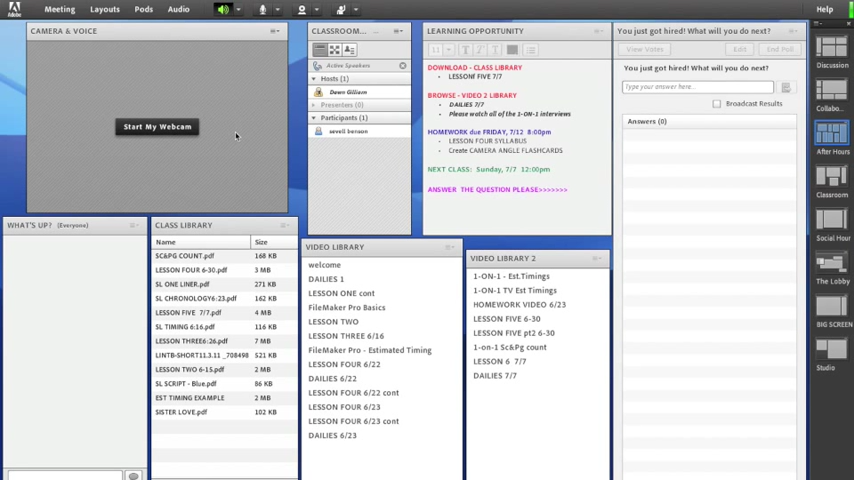 Adobe
Meeting Layouts Pods Audio Help
CAMERA & VOICE
Start My Webcam
CLASSROOM... ...
Active Speakers
Hosts (1)
Dawn Gilliam
Presenters (0)
Participants (1)
sevell benson
LEARNING OPPORTUNITY
11
DOWNLOAD - CLASS LIBRARY
• LESSONf FIVE 7/7
BROWSE - VIDEO 2 LIBRARY
• DAILIES 7/7
• Please watch all of the 1-ON-1 interviews
HOMEWORK due FRIDAY, 7/12 8:00pm
• LESSON FOUR SYLLABUS
• Create CAMERA ANGLE FLASHCARDS
NEXT CLASS: Sunday, 7/7 12:00pm
ANSWER THE QUESTION PLEASE>>>>>>>
You just got hired! What will you do next?
View Votes Edit End Poll
You just got hired! What will you do next?
Type your answer here...
Broadcast Results
Answers (0)
Discussion
Collabo...
After Hours
Classroom
Social Hour
The Lobby
BIG SCREEN
Studio
WHAT'S UP? (Everyone)
CLASS LIBRARY
Name Size
SC&PG COUNT.pdf 168 KB
LESSON FOUR 6-30.pdf 3 MB
SL ONE LINER.pdf 271 KB
SL CHRONOLOGY6:23.pdf 162 KB
LESSON FIVE 7/7.pdf 4 MB
SL TIMING 6:16.pdf 116 KB
LESSON THREE6:26.pdf 7 MB
LINTB-SHORT11.3.11 _708498 521 KB
LESSON TWO 6-15.pdf 2 MB
SL SCRIPT - Blue.pdf 86 KB
EST TIMING EXAMPLE 2 MB
SISTER LOVE.pdf 102 KB
VIDEO LIBRARY
welcome
DAILIES 1
LESSON ONE cont
FileMaker Pro Basics
LESSON TWO
LESSON THREE 6/16
FileMaker Pro - Estimated Timing
LESSON FOUR 6/22
DAILIES 6/22
LESSON FOUR 6/22 cont
LESSON FOUR 6/23
LESSON FOUR 6/23 cont
DAILIES 6/23
VIDEO LIBRARY 2
1-ON-1 - Est.Timings
1-ON-1 TV Est Timings
HOMEWORK VIDEO 6/23
LESSON FIVE 6-30
LESSON FIVE pt2 6-30
1-on-1 Sc&Pg count
LESSON 6 7/7
DAILIES 7/7